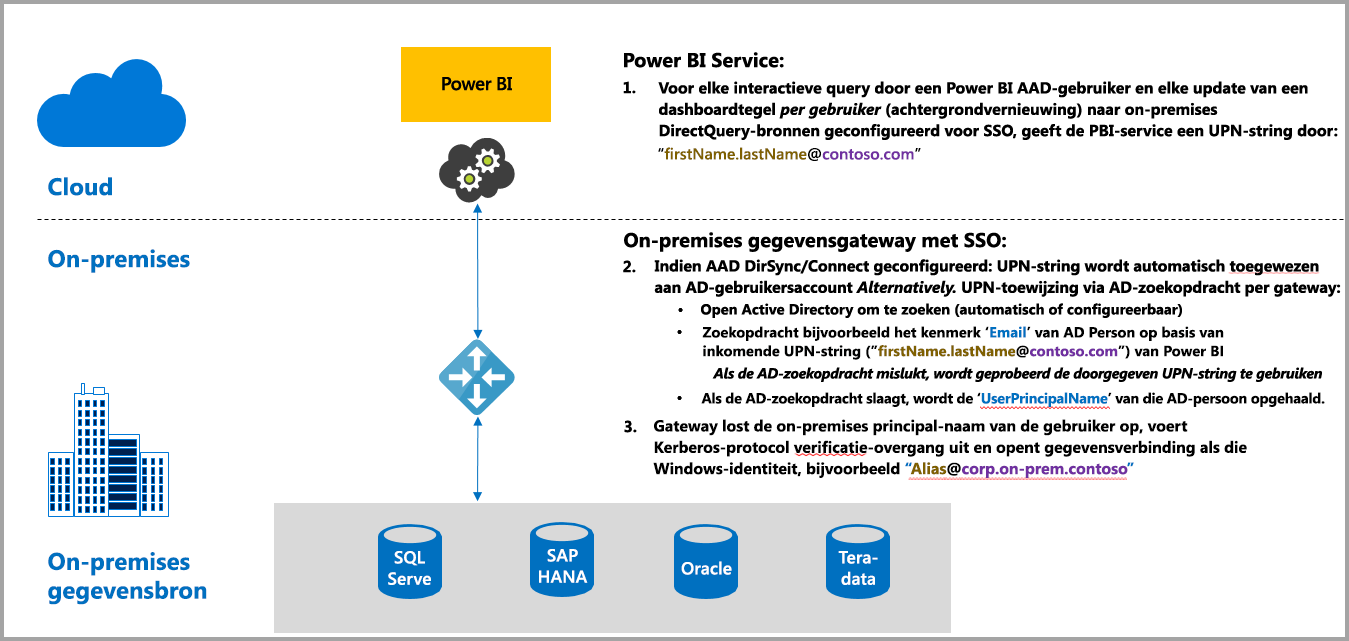 Power BI
Cloud
Power BI Service:
1. Voor elke interactieve query door een Power BI AAD-gebruiker en elke update van een
dashboardtegel per gebruiker (achtergrondvernieuwing) naar on-premises
DirectQuery-bronnen geconfigureerd voor SSO, geeft de PBI-service een UPN-string door:
“firstName.lastName@contoso.com”
On-premises
On-premises gegevensgateway met SSO:
2. Indien AAD DirSync/Connect geconfigureerd: UPN-string wordt automatisch toegewezen
aan AD-gebruikersaccount Alternatively. UPN-toewijzing via AD-zoekopdracht per gateway:
• Open Active Directory om te zoeken (automatisch of configureerbaar)
• Zoekopdracht bijvoorbeeld het kenmerk ‘Email’ van AD Person op basis van
inkomende UPN-string (“firstName.lastName@contoso.com”) van Power BI
Als de AD-zoekopdracht mislukt, wordt geprobeerd de doorgegeven UPN-string te gebruiken
• Als de AD-zoekopdracht slaagt, wordt de ‘UserPrincipalName’ van die AD-persoon opgehaald.
3. Gateway lost de on-premises principal-naam van de gebruiker op, voert
Kerberos-protocol verificatie-overgang uit en opent gegevensverbinding als die
Windows-identiteit, bijvoorbeeld “Alias@corp.on-prem.contoso”
On-premises
gegevensbron
SQL
Serve
SAP
HANA
Oracle
Tera-
data